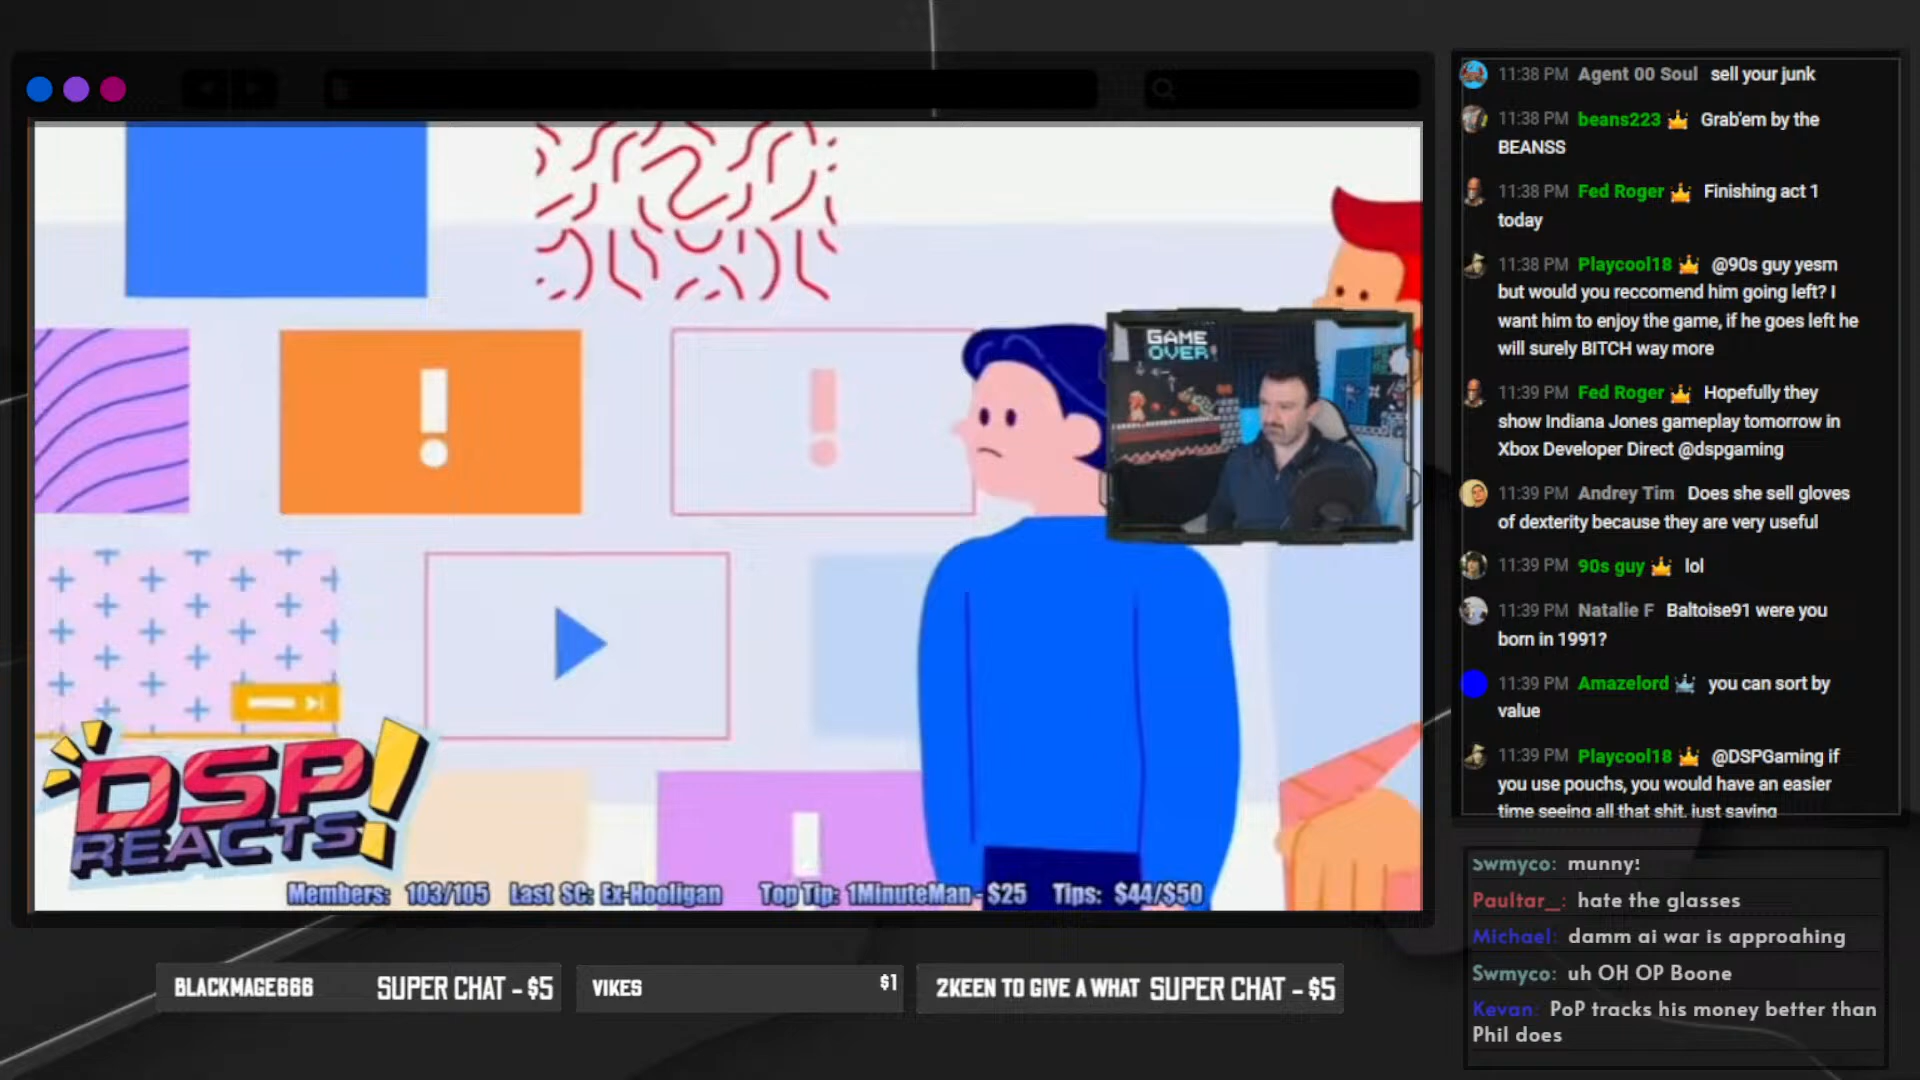 GAME
OVER
DSP
REACTS!
Members: 103/105 Last SC: Ex-Hooligan Top Tip: 1MinuteMan - $25 Tips: $44/$50
BLACKMAGE666 SUPER CHAT - $5
VIKES $1
2KEEN TO GIVE A WHAT SUPER CHAT - $5
11:38 PM Agent 00 Soul sell your junk
11:38 PM beans223 Grab'em by the
BEANSS
11:38 PM Fed Roger Finishing act 1
today
11:38 PM Playcool18 @90s guy yesm
but would you reccomend him going left? I
want him to enjoy the game, if he goes left he
will surely BITCH way more
11:39 PM Fed Roger Hopefully they
show Indiana Jones gameplay tomorrow in
Xbox Developer Direct @dspgaming
11:39 PM Andrey Tim Does she sell gloves
of dexterity because they are very useful
11:39 PM 90s guy lol
11:39 PM Natalie F Baltoise91 were you
born in 1991?
11:39 PM Amazelord you can sort by
value
11:39 PM Playcool18 @DSPGaming if
you use pouchs, you would have an easier
time seeing all that shit, just saying
Swmyco: munny!
Paultar_: hate the glasses
Michael: damm ai war is approahing
Swmyco: uh OH OP Boone
Kevan: PoP tracks his money better than
Phil does